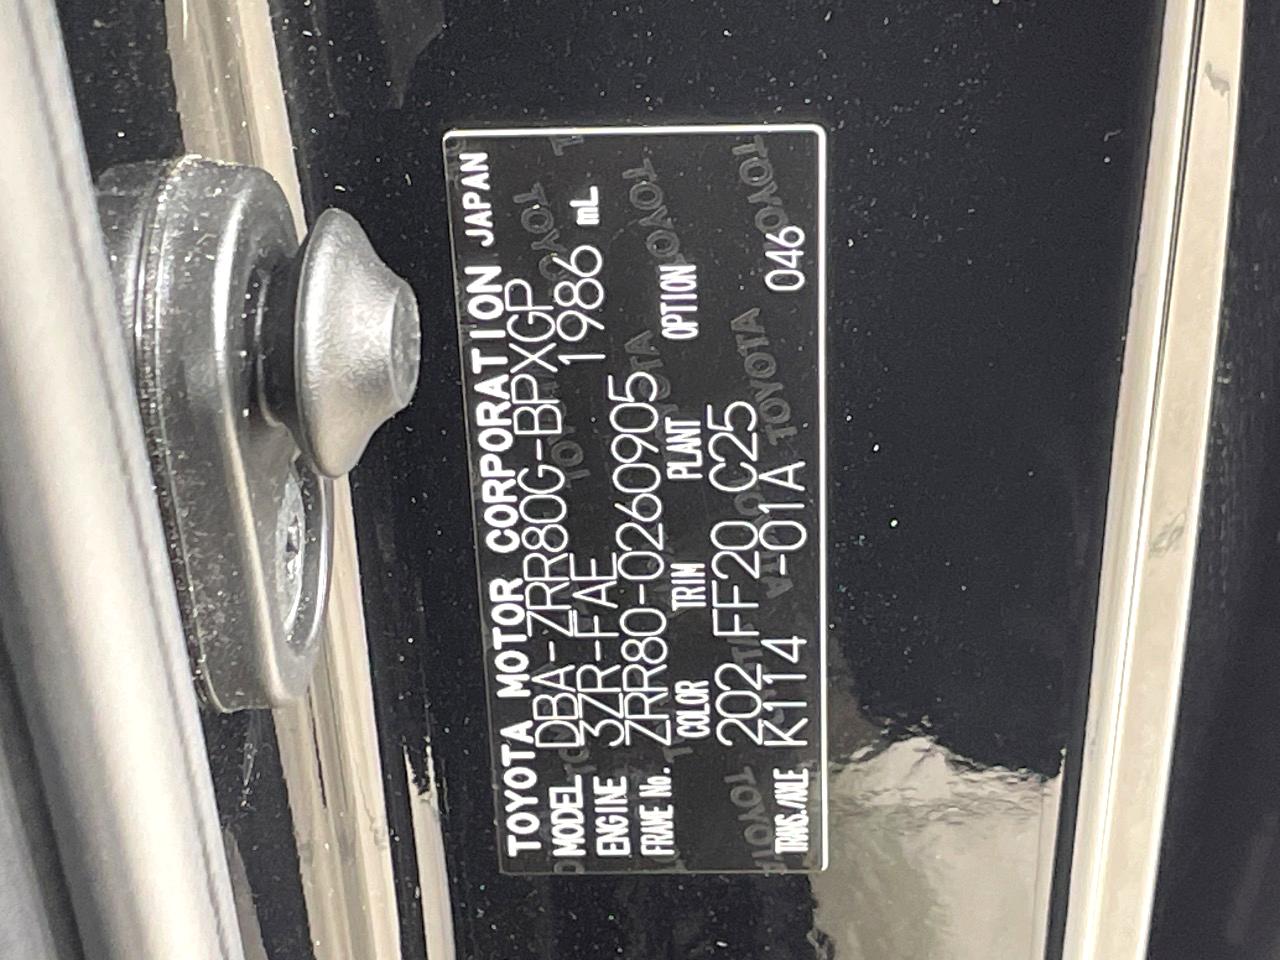 TOYOTA MOTOR CORPORATION JAPAN
MODEL DBA-ZRR80G-BPXGP
ENGINE 3ZR-FAE 1986 mL
FRAME No. ZRR80-0260905
COLOR TRIM PLANT OPTION
202 FF20 C25
TRANS./AXLE K114 -01A 046